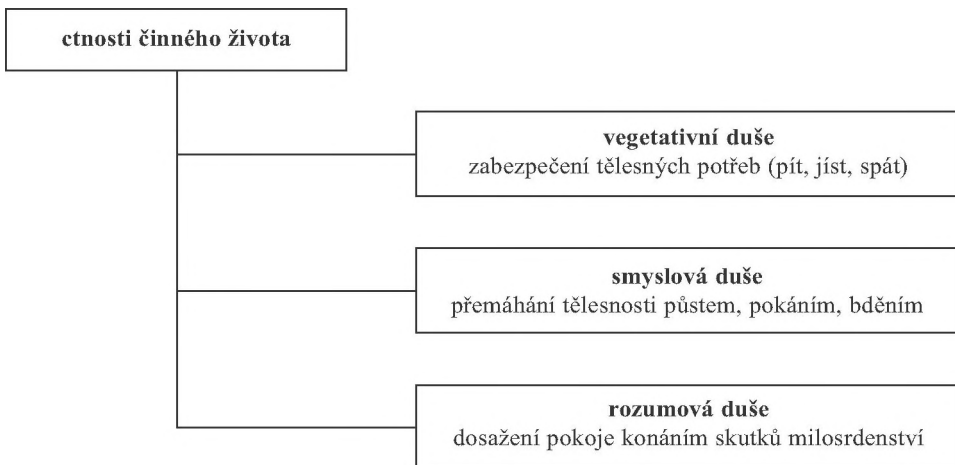 ctnosti činného života
vegetativní duše
zabezpečení tělesných potřeb (pít, jíst, spát)
smyslová duše
přemáhání tělesnosti půstem, pokáním, bděním
rozumová duše
dosažení pokoje konáním skutků milosrdenství